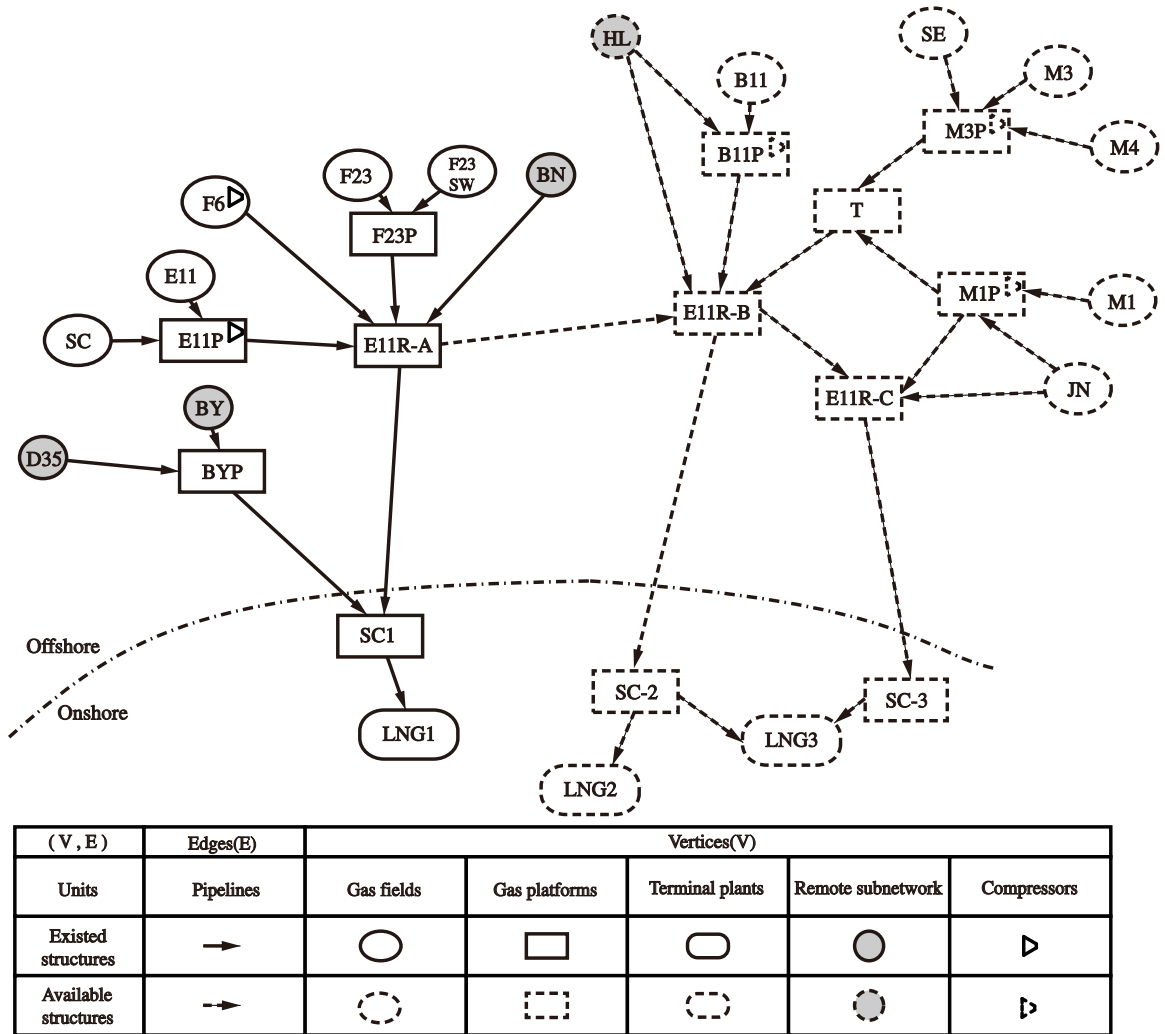 HL
SE
B11
M3
M4
M3P
B11P
F23
F23
SW
BN
F6
T
F23P
E11
M1P
M1
E11R-B
SC
E11P
E11R-A
JN
E11R-C
BY
D35
BYP
SC1
Offshore
Onshore
SC-2
SC-3
LNG1
LNG3
LNG2
( V , E )
Edges(E)
Vertices(V)
Units
Pipelines
Gas fields
Gas platforms
Terminal plants
Remote subnetwork
Compressors
Existed
structures
Available
structures